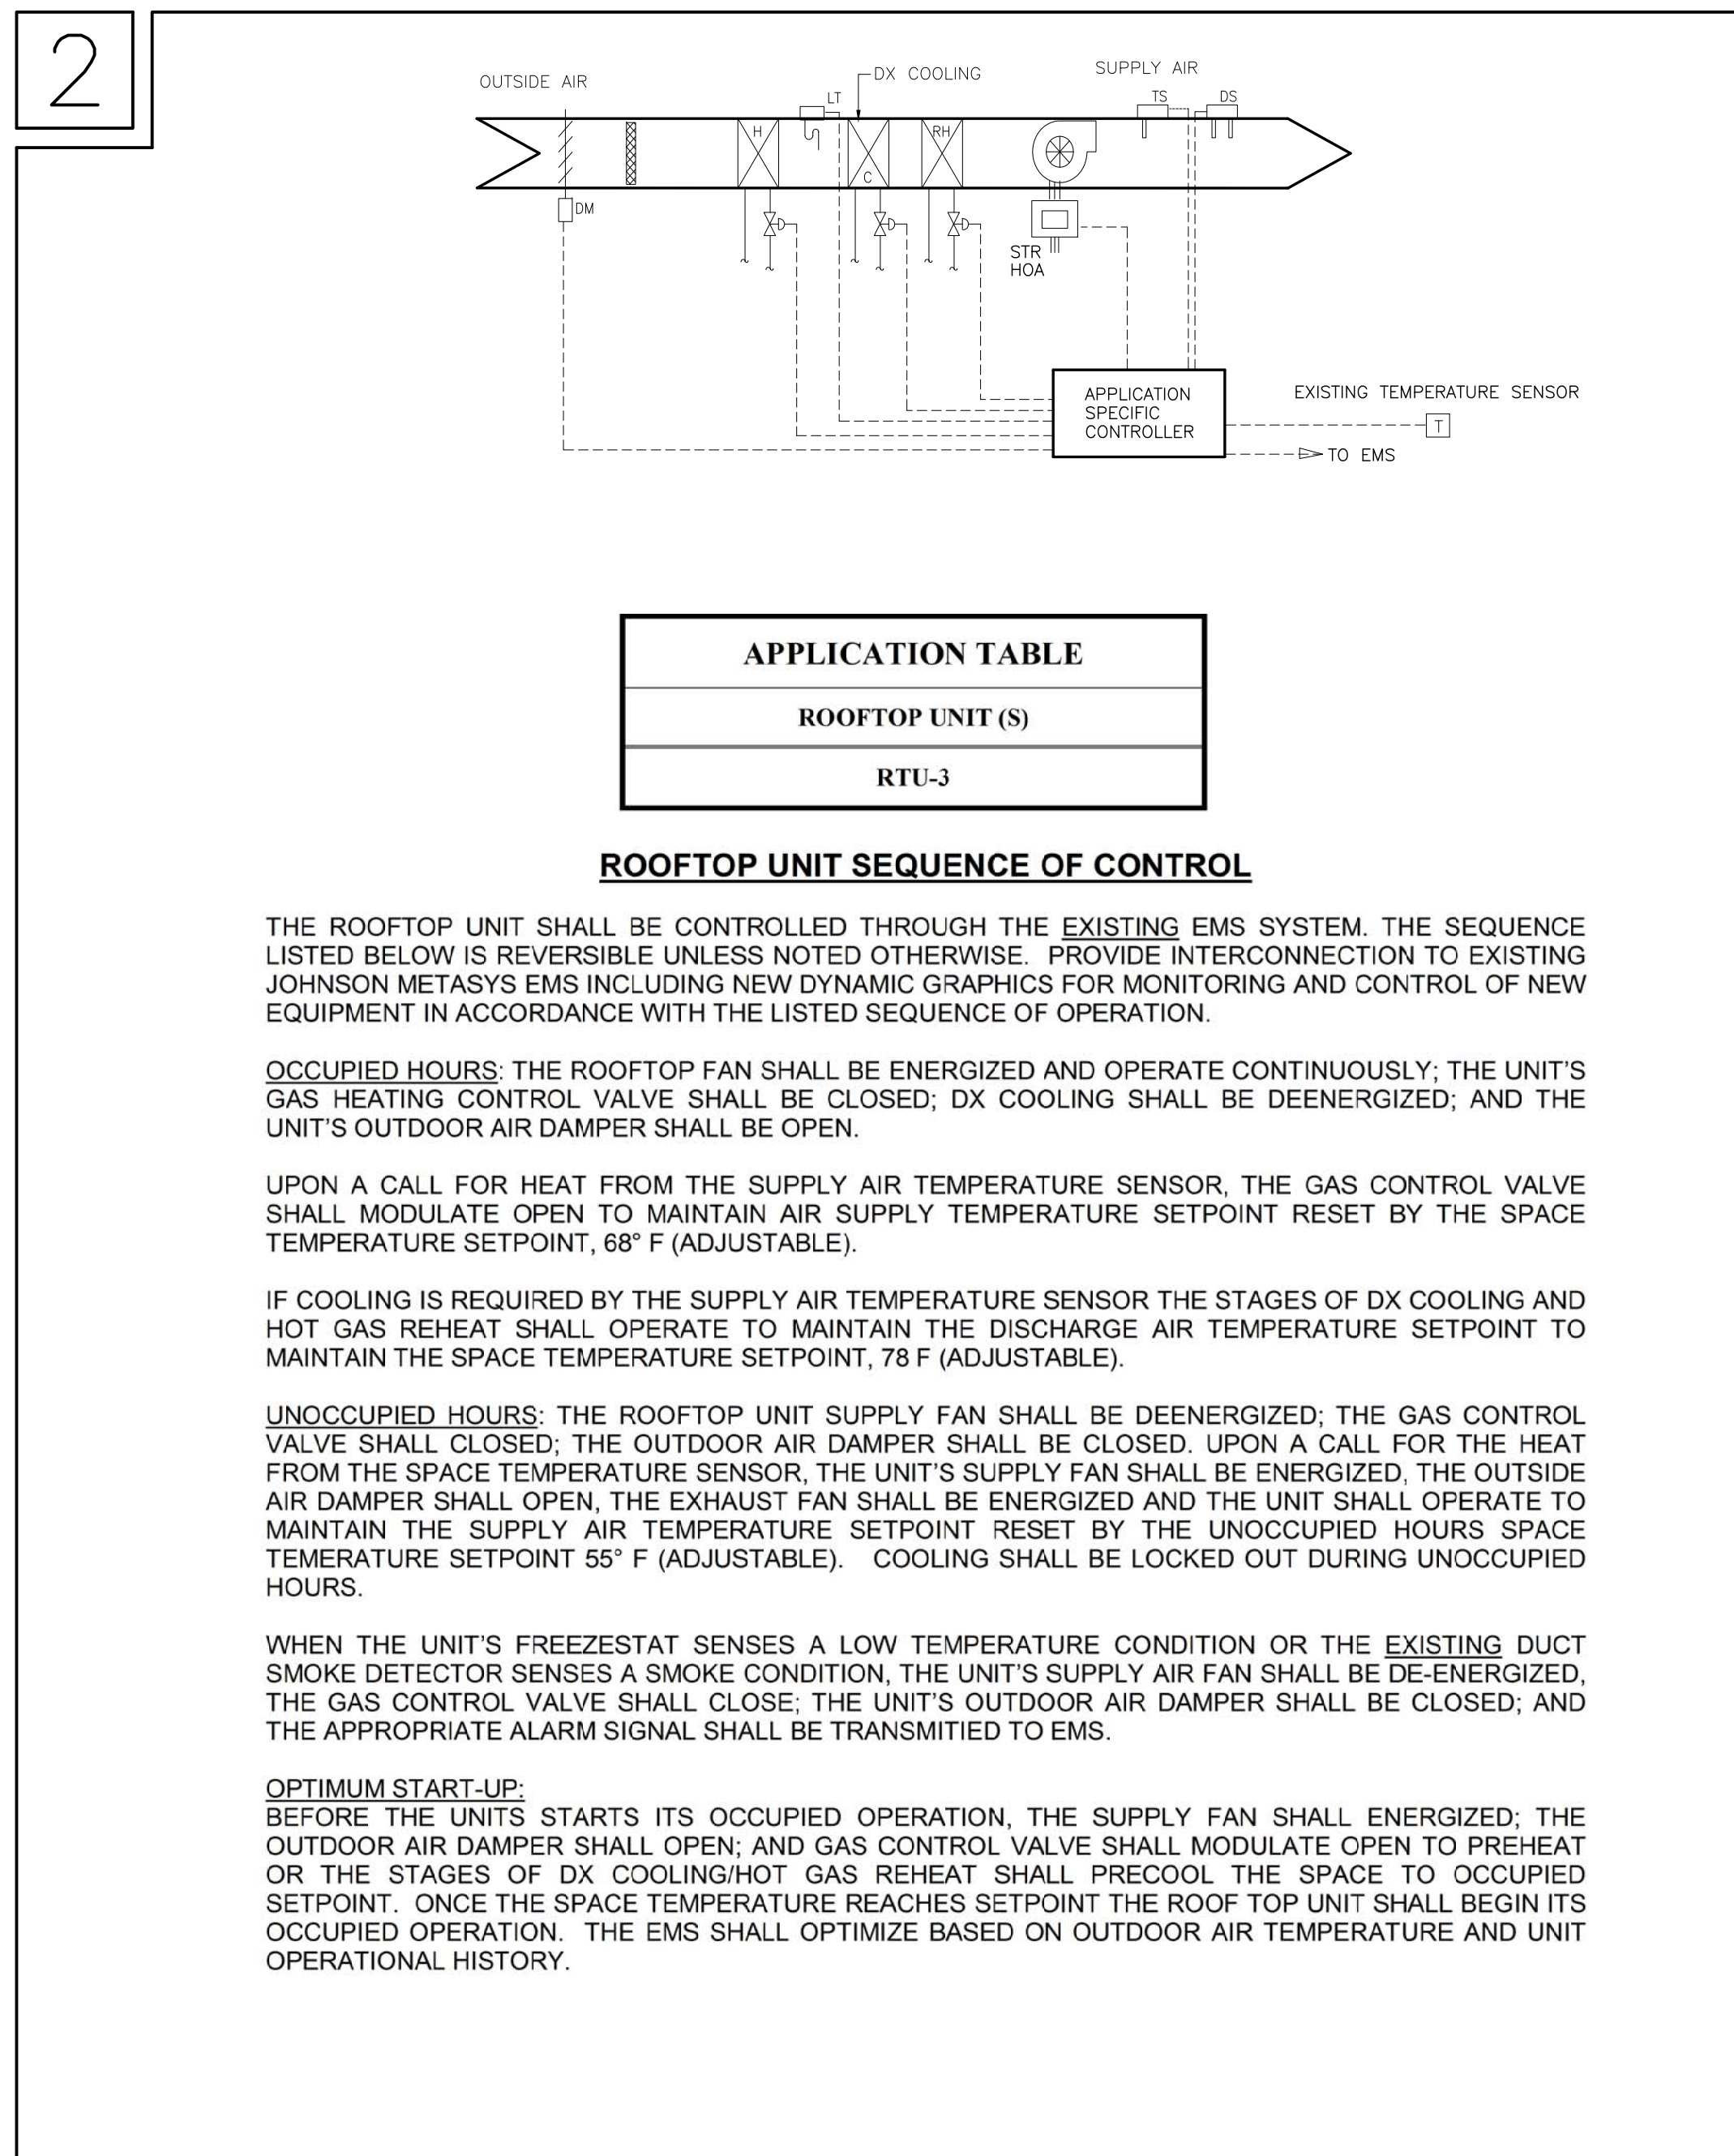 2
OUTSIDE AIR
LT
DX COOLING
SUPPLY AIR
TS
DS
H
C
RH
DM
STR
HOA
APPLICATION
SPECIFIC
CONTROLLER
EXISTING TEMPERATURE SENSOR
T
TO EMS
APPLICATION TABLE
ROOFTOP UNIT (S)
RTU-3
ROOFTOP UNIT SEQUENCE OF CONTROL
THE ROOFTOP UNIT SHALL BE CONTROLLED THROUGH THE EXISTING EMS SYSTEM. THE SEQUENCE
LISTED BELOW IS REVERSIBLE UNLESS NOTED OTHERWISE. PROVIDE INTERCONNECTION TO EXISTING
JOHNSON METASYS EMS INCLUDING NEW DYNAMIC GRAPHICS FOR MONITORING AND CONTROL OF NEW
EQUIPMENT IN ACCORDANCE WITH THE LISTED SEQUENCE OF OPERATION.
OCCUPIED HOURS: THE ROOFTOP FAN SHALL BE ENERGIZED AND OPERATE CONTINUOUSLY; THE UNIT'S
GAS HEATING CONTROL VALVE SHALL BE CLOSED; DX COOLING SHALL BE DEENERGIZED; AND THE
UNIT'S OUTDOOR AIR DAMPER SHALL BE OPEN.
UPON A CALL FOR HEAT FROM THE SUPPLY AIR TEMPERATURE SENSOR, THE GAS CONTROL VALVE
SHALL MODULATE OPEN TO MAINTAIN AIR SUPPLY TEMPERATURE SETPOINT RESET BY THE SPACE
TEMPERATURE SETPOINT, 68° F (ADJUSTABLE).
IF COOLING IS REQUIRED BY THE SUPPLY AIR TEMPERATURE SENSOR THE STAGES OF DX COOLING AND
HOT GAS REHEAT SHALL OPERATE TO MAINTAIN THE DISCHARGE AIR TEMPERATURE SETPOINT TO
MAINTAIN THE SPACE TEMPERATURE SETPOINT, 78 F (ADJUSTABLE).
UNOCCUPIED HOURS: THE ROOFTOP UNIT SUPPLY FAN SHALL BE DEENERGIZED; THE GAS CONTROL
VALVE SHALL CLOSED; THE OUTDOOR AIR DAMPER SHALL BE CLOSED. UPON A CALL FOR THE HEAT
FROM THE SPACE TEMPERATURE SENSOR, THE UNIT'S SUPPLY FAN SHALL BE ENERGIZED, THE OUTSIDE
AIR DAMPER SHALL OPEN, THE EXHAUST FAN SHALL BE ENERGIZED AND THE UNIT SHALL OPERATE TO
MAINTAIN THE SUPPLY AIR TEMPERATURE SETPOINT RESET BY THE UNOCCUPIED HOURS SPACE
TEMERATURE SETPOINT 55° F (ADJUSTABLE). COOLING SHALL BE LOCKED OUT DURING UNOCCUPIED
HOURS.
WHEN THE UNIT'S FREEZESTAT SENSES A LOW TEMPERATURE CONDITION OR THE EXISTING DUCT
SMOKE DETECTOR SENSES A SMOKE CONDITION, THE UNIT'S SUPPLY AIR FAN SHALL BE DE-ENERGIZED,
THE GAS CONTROL VALVE SHALL CLOSE; THE UNIT'S OUTDOOR AIR DAMPER SHALL BE CLOSED; AND
THE APPROPRIATE ALARM SIGNAL SHALL BE TRANSMITIED TO EMS.
OPTIMUM START-UP:
BEFORE THE UNITS STARTS ITS OCCUPIED OPERATION, THE SUPPLY FAN SHALL ENERGIZED; THE
OUTDOOR AIR DAMPER SHALL OPEN; AND GAS CONTROL VALVE SHALL MODULATE OPEN TO PREHEAT
OR THE STAGES OF DX COOLING/HOT GAS REHEAT SHALL PRECOOL THE SPACE TO OCCUPIED
SETPOINT. ONCE THE SPACE TEMPERATURE REACHES SETPOINT THE ROOF TOP UNIT SHALL BEGIN ITS
OCCUPIED OPERATION. THE EMS SHALL OPTIMIZE BASED ON OUTDOOR AIR TEMPERATURE AND UNIT
OPERATIONAL HISTORY.